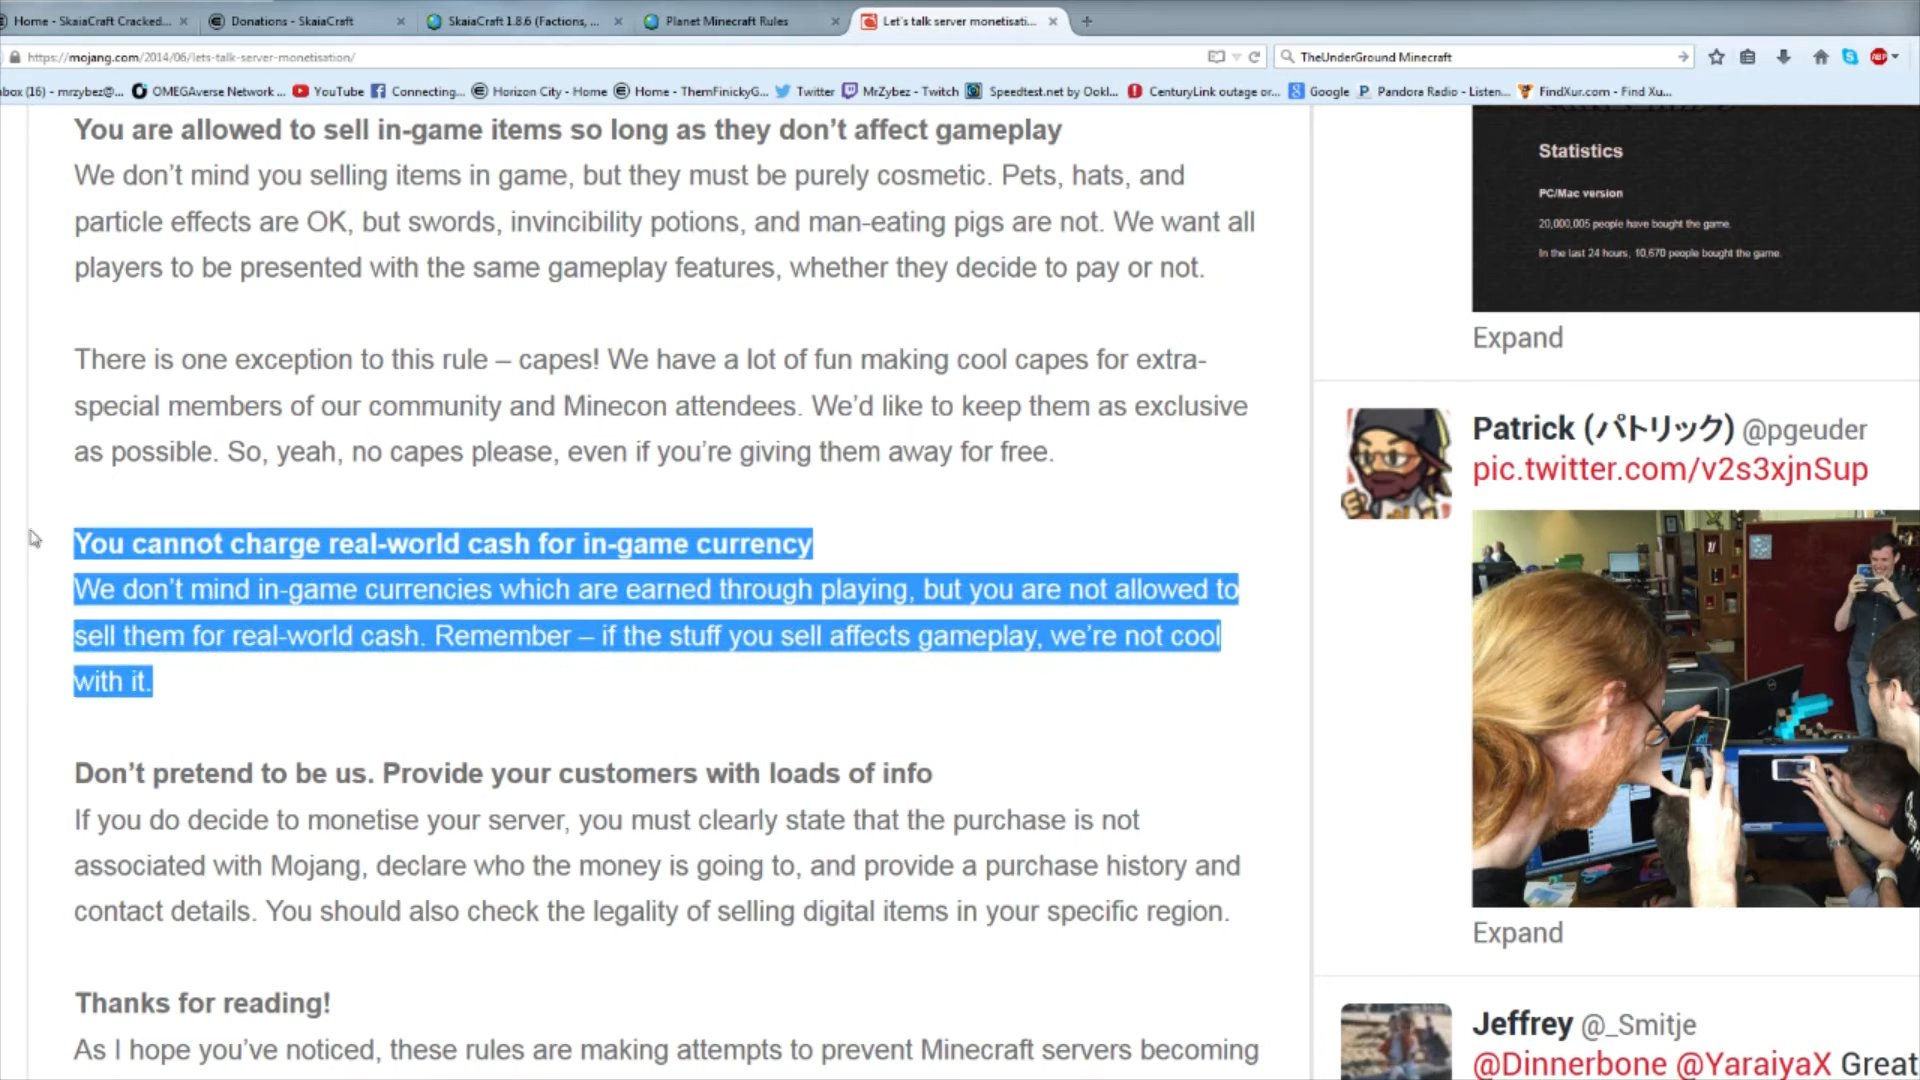 Home - SkaiaCraft Cracked...
Donations - SkaiaCraft
SkaiaCraft 1.8.6 (Factions, ...
Planet Minecraft Rules
Let's talk server monetisati...
https://mojang.com/2014/06/lets-talk-server-monetisation/
TheUnderGround Minecraft
ABP
nbox (16) - mrzybez@...
OMEGAverse Network ...
YouTube
Connecting...
Horizon City - Home
Home - ThemFinickyG...
Twitter
MrZybez - Twitch
Speedtest.net by Ookl...
CenturyLink outage or...
Google
Pandora Radio - Listen...
FindXur.com - Find Xu...
You are allowed to sell in-game items so long as they don't affect gameplay
We don't mind you selling items in game, but they must be purely cosmetic. Pets, hats, and
particle effects are OK, but swords, invincibility potions, and man-eating pigs are not. We want all
players to be presented with the same gameplay features, whether they decide to pay or not.
There is one exception to this rule – capes! We have a lot of fun making cool capes for extra-
special members of our community and Minecon attendees. We'd like to keep them as exclusive
as possible. So, yeah, no capes please, even if you're giving them away for free.
You cannot charge real-world cash for in-game currency
We don't mind in-game currencies which are earned through playing, but you are not allowed to
sell them for real-world cash. Remember – if the stuff you sell affects gameplay, we're not cool
with it.
Don't pretend to be us. Provide your customers with loads of info
If you do decide to monetise your server, you must clearly state that the purchase is not
associated with Mojang, declare who the money is going to, and provide a purchase history and
contact details. You should also check the legality of selling digital items in your specific region.
Thanks for reading!
As I hope you've noticed, these rules are making attempts to prevent Minecraft servers becoming
Statistics
PC/Mac version
20,000,005 people have bought the game.
In the last 24 hours, 10,670 people bought the game.
Expand
Patrick (パトリック) @pgeuder
pic.twitter.com/v2s3xjnSup
Expand
Jeffrey @_Smitje
@Dinnerbone @YaraiyaX Great